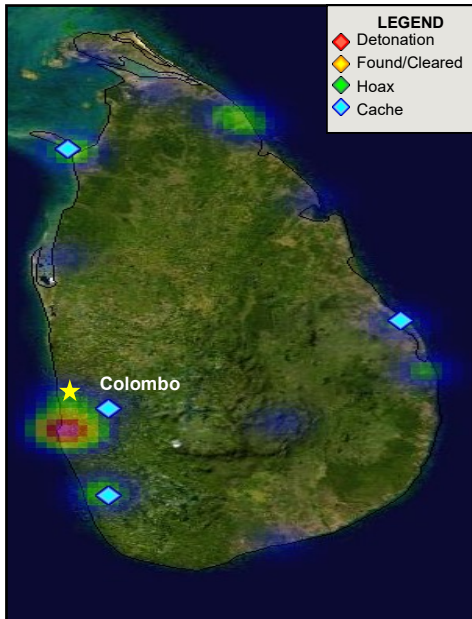 LEGEND
Detonation
Found/Cleared
Hoax
Cache
Colombo